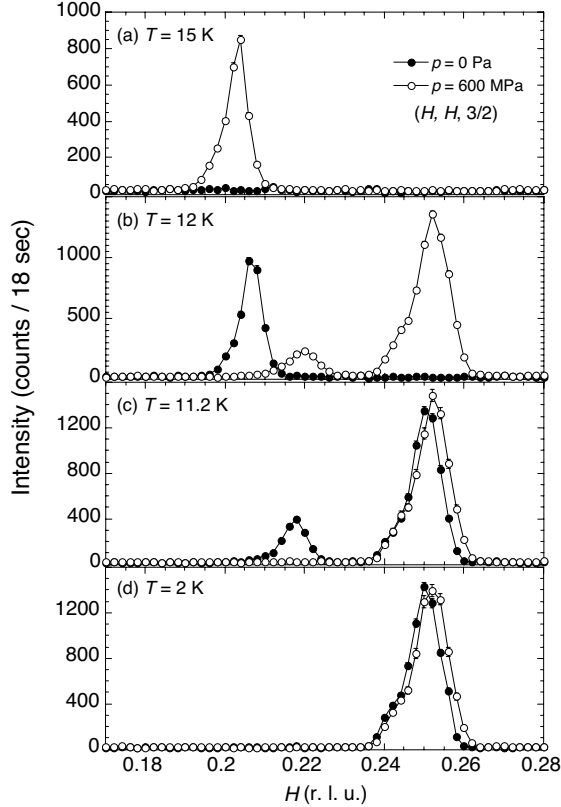 (a) T = 15 K
p = 0 Pa
p = 600 MPa
(H, H, 3/2)
1000
800
600
400
200
0
(b) T = 12 K
1000
500
0
(c) T = 11.2 K
1200
800
400
0
(d) T = 2 K
1200
800
400
0
0.18 0.2 0.22 0.24 0.26 0.28
H (r. l. u.)
Intensity (counts / 18 sec)